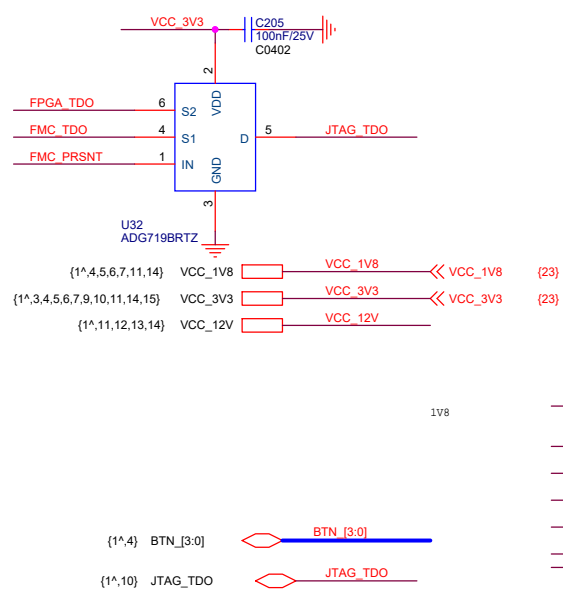 VCC_3V3
C205
100nF/25V
C0402
2
VDD
FPGA_TDO 6 S2
FMC_TDO 4 S1
D 5 JTAG_TDO
FMC_PRSNT 1 IN
GND
3
U32
ADG719BRTZ
{1^,4,5,6,7,11,14} VCC_1V8 VCC_1V8 VCC_1V8 {23}
{1^,3,4,5,6,7,9,10,11,14,15} VCC_3V3 VCC_3V3 VCC_3V3 {23}
{1^,11,12,13,14} VCC_12V VCC_12V
1V8
{1^,4} BTN_[3:0] BTN_[3:0]
{1^,10} JTAG_TDO JTAG_TDO